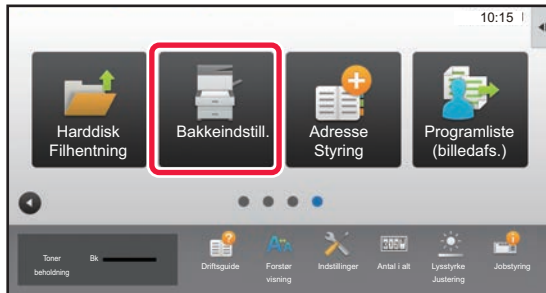 10:15
Harddisk
Filhentning
Bakkeindstill.
Adresse
Styring
Programliste
(billedafs.)
Toner
beholdning
Bk
Driftsguide
Forstør
visning
Indstillinger
Antal i alt
Lysstyrke
Justering
Jobstyring